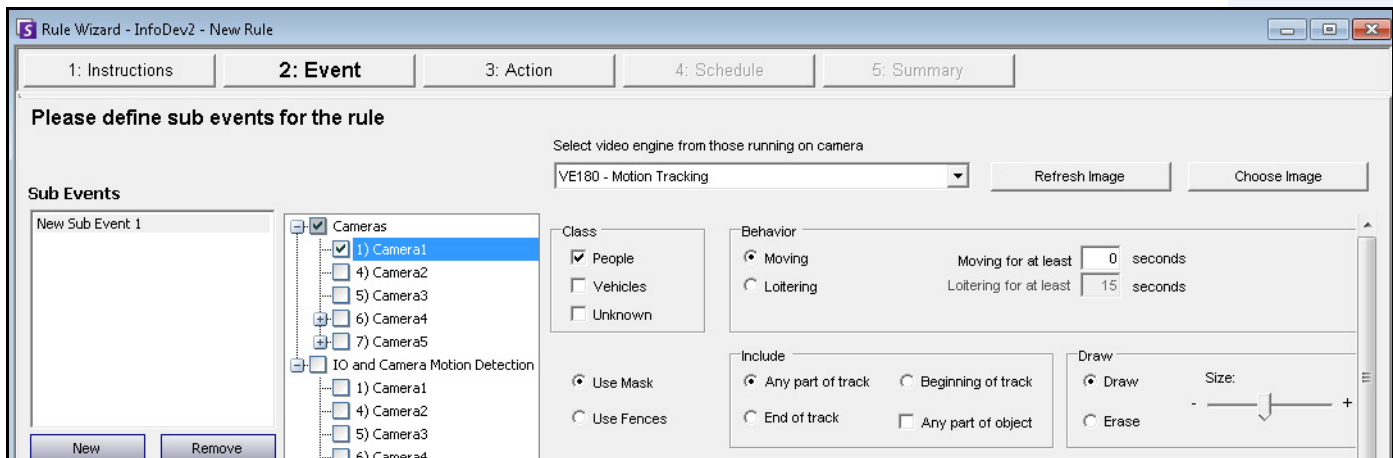 Rule Wizard - InfoDev2 - New Rule
1: Instructions
2: Event
3: Action
4: Schedule
5: Summary
Please define sub events for the rule
Select video engine from those running on camera
VE180 - Motion Tracking
Refresh Image
Choose Image
Sub Events
New Sub Event 1
New
Remove
Cameras
1) Camera1
4) Camera2
5) Camera3
6) Camera4
7) Camera5
IO and Camera Motion Detection
1) Camera1
4) Camera2
5) Camera3
6) Camera4
Class
People
Vehicles
Unknown
Behavior
Moving
Moving for at least 0 seconds
Loitering
Loitering for at least 15 seconds
Use Mask
Use Fences
Include
Any part of track
Beginning of track
End of track
Any part of object
Draw
Draw
Erase
Size:
- +